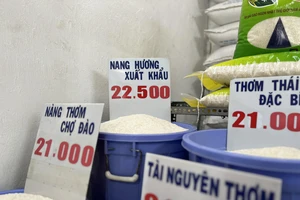 NANG HƯƠNG
XUẤT KHẨU
22.500
NÀNG THƠM
CHỢ ĐÀO
21.000
THƠM THÁI
ĐẶC BI
21.00
TÀI NGUYÊN THƠM